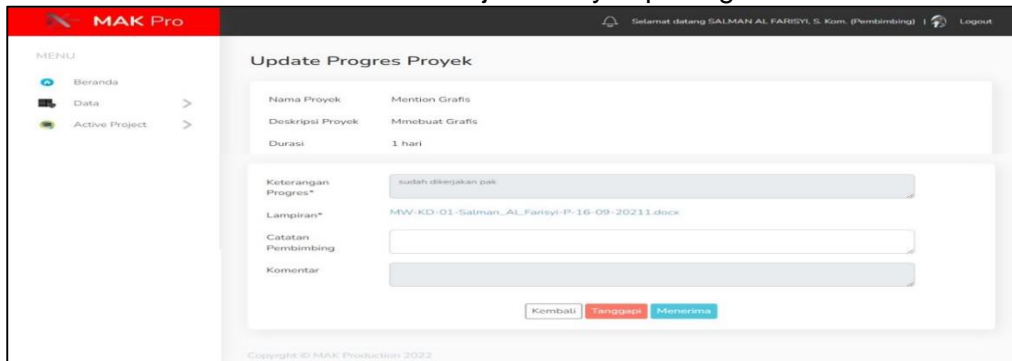 MAK Pro
Selamat datang SALMAN AL FARISYI, S. Kom. (Pembimbing) | Logout
MENU
Beranda
Data
Active Project
Update Progres Proyek
Nama Proyek Mention Grafis
Deskripsi Proyek Mmebuat Grafis
Durasi 1 hari
Keterangan Progres* sudah dikerjakan pak
Lampiran* MW-KD-01-Salman_AL_Farisyi-P-16-09-20211.docx
Catatan Pembimbing
Komentar
Kembali Tanggapi Menerima
Copyright © MAK Production 2022